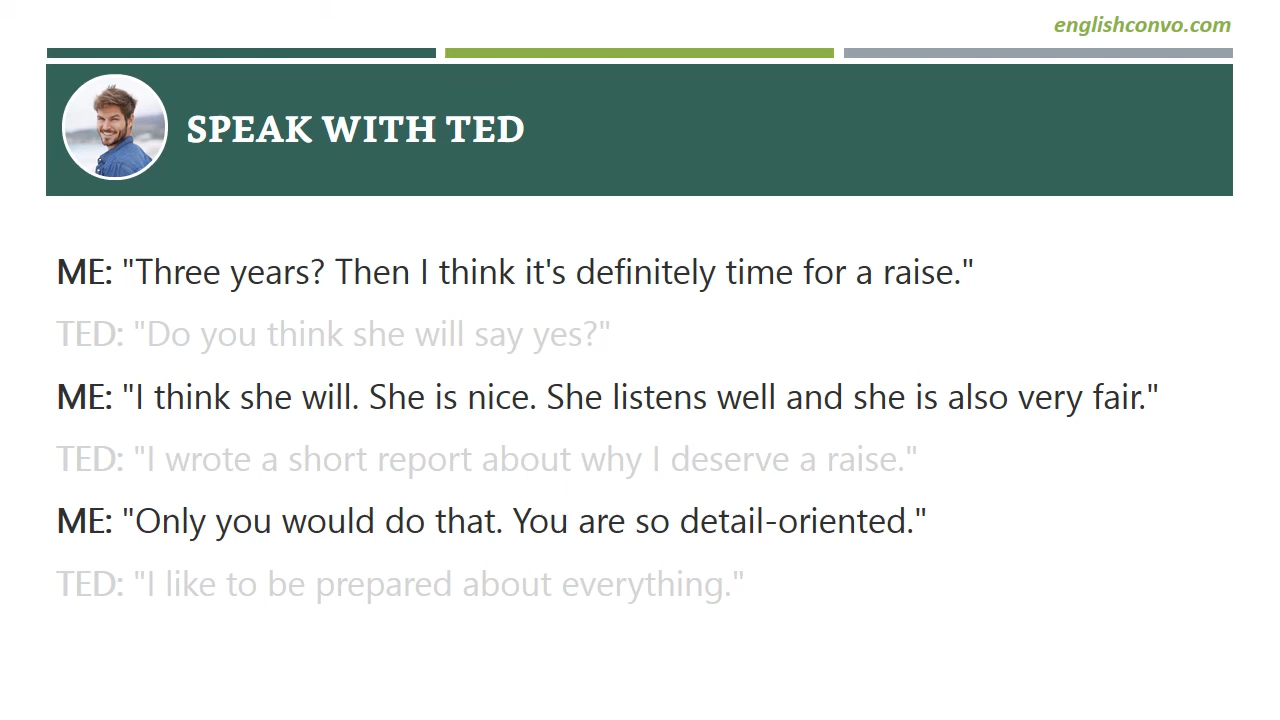 englishconvo.com
SPEAK WITH TED
ME: "Three years? Then I think it's definitely time for a raise."
TED: "Do you think she will say yes?"
ME: "I think she will. She is nice. She listens well and she is also very fair."
TED: "I wrote a short report about why I deserve a raise."
ME: "Only you would do that. You are so detail-oriented."
TED: "I like to be prepared about everything."